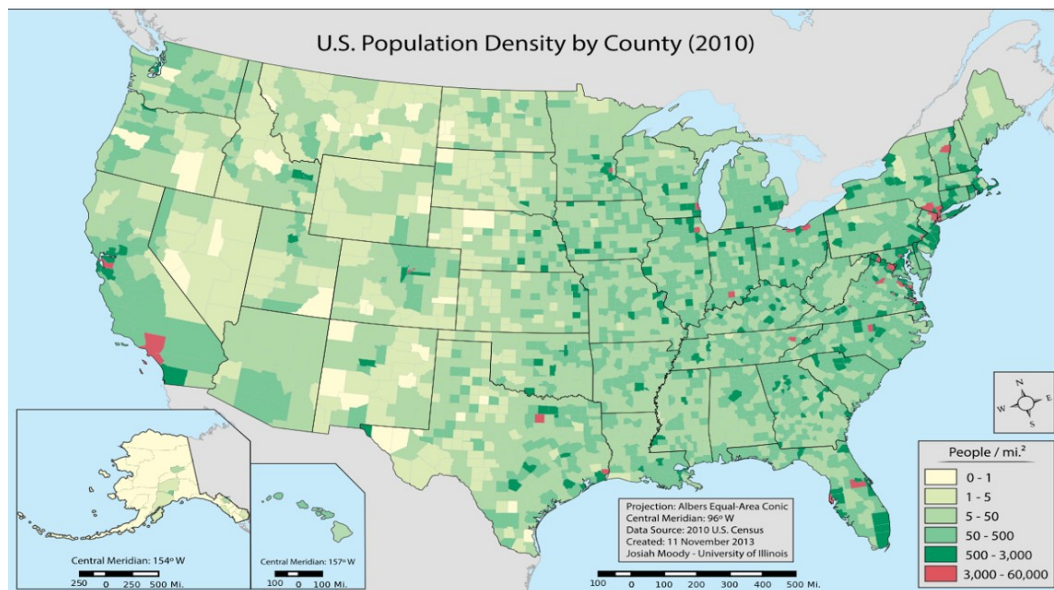 U.S. Population Density by County (2010)
N
W E
S
People / mi.²
0 - 1
1 - 5
5 - 50
50 - 500
500 - 3,000
3,000 - 60,000
Projection: Albers Equal-Area Conic
Central Meridian: 96º W
Data Source: 2010 U.S. Census
Created: 11 November 2013
Josiah Moody - University of Illinois
Central Meridian: 154º W
250 0 250 500 Mi.
Central Meridian: 157º W
100 0 100 Mi.
100 0 100 200 300 400 500 Mi.